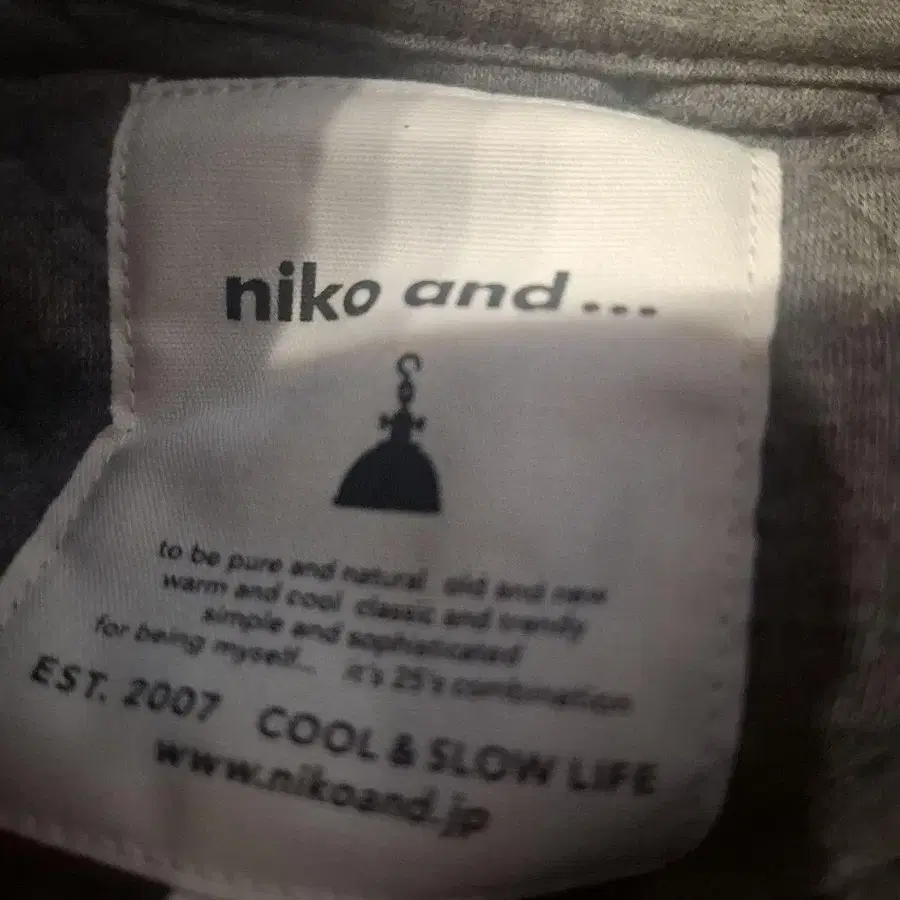 niko and ...
to be pure and natural old and new
warm and cool classic and trendy
simple and sophisticated
for being myself... it's 25's combination
EST. 2007 COOL & SLOW LIFE
www.nikoand.jp